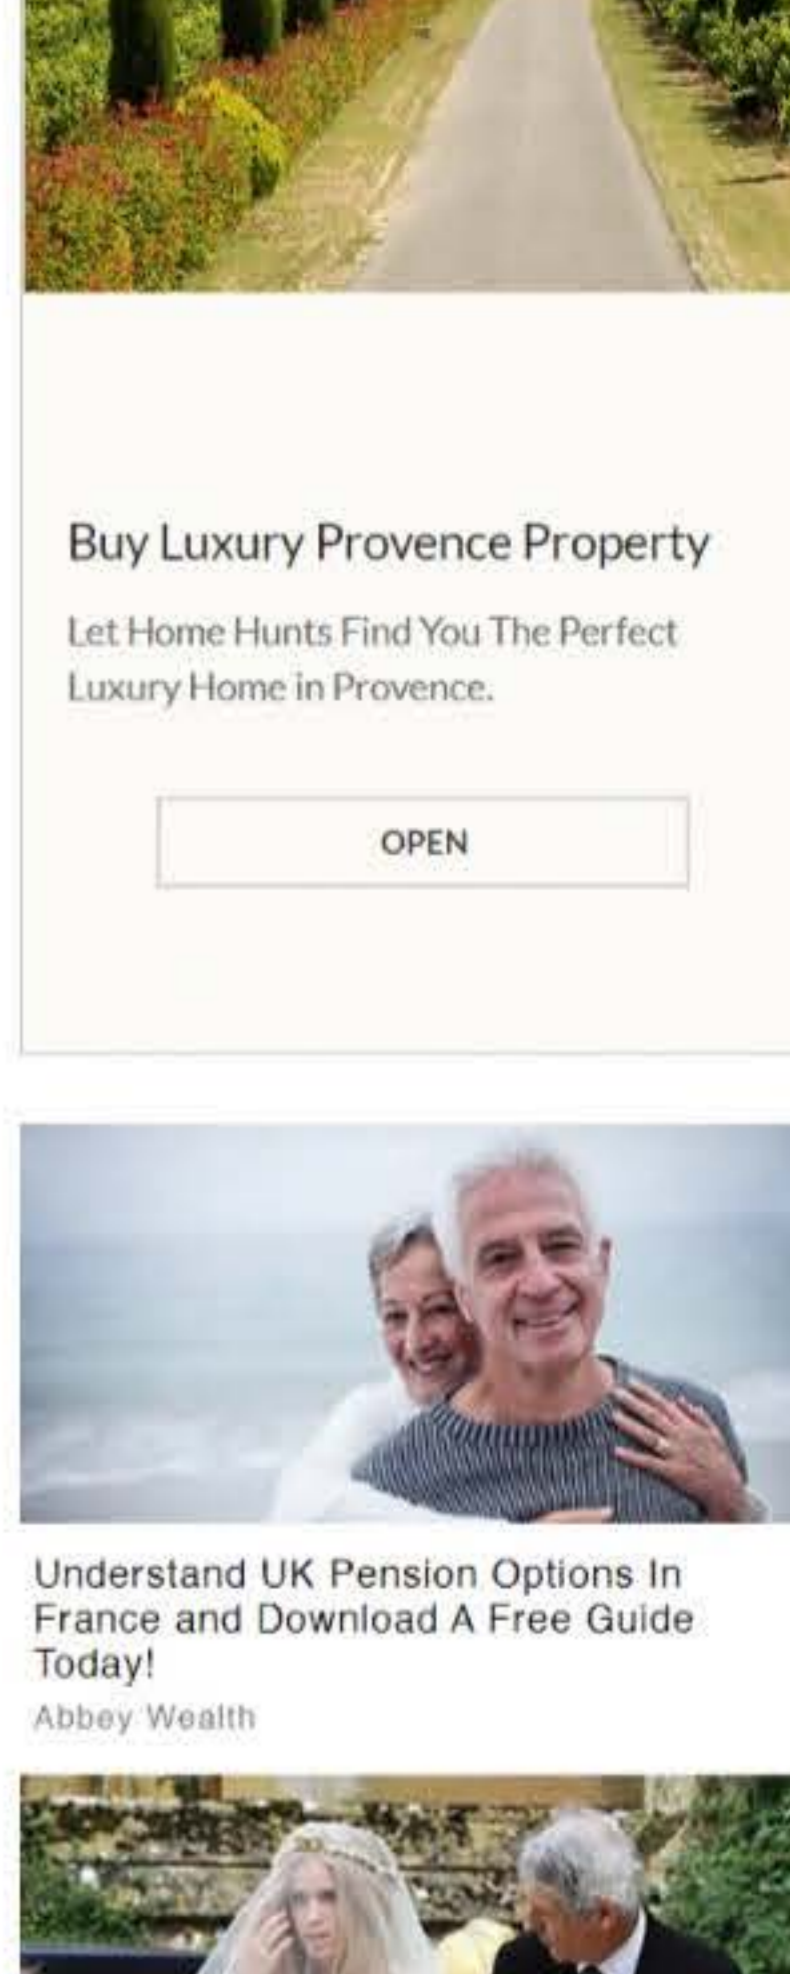 Buy Luxury Provence Property
Let Home Hunts Find You The Perfect
Luxury Home in Provence.
OPEN
Understand UK Pension Options In
France and Download A Free Guide
Today!
Abbey Wealth